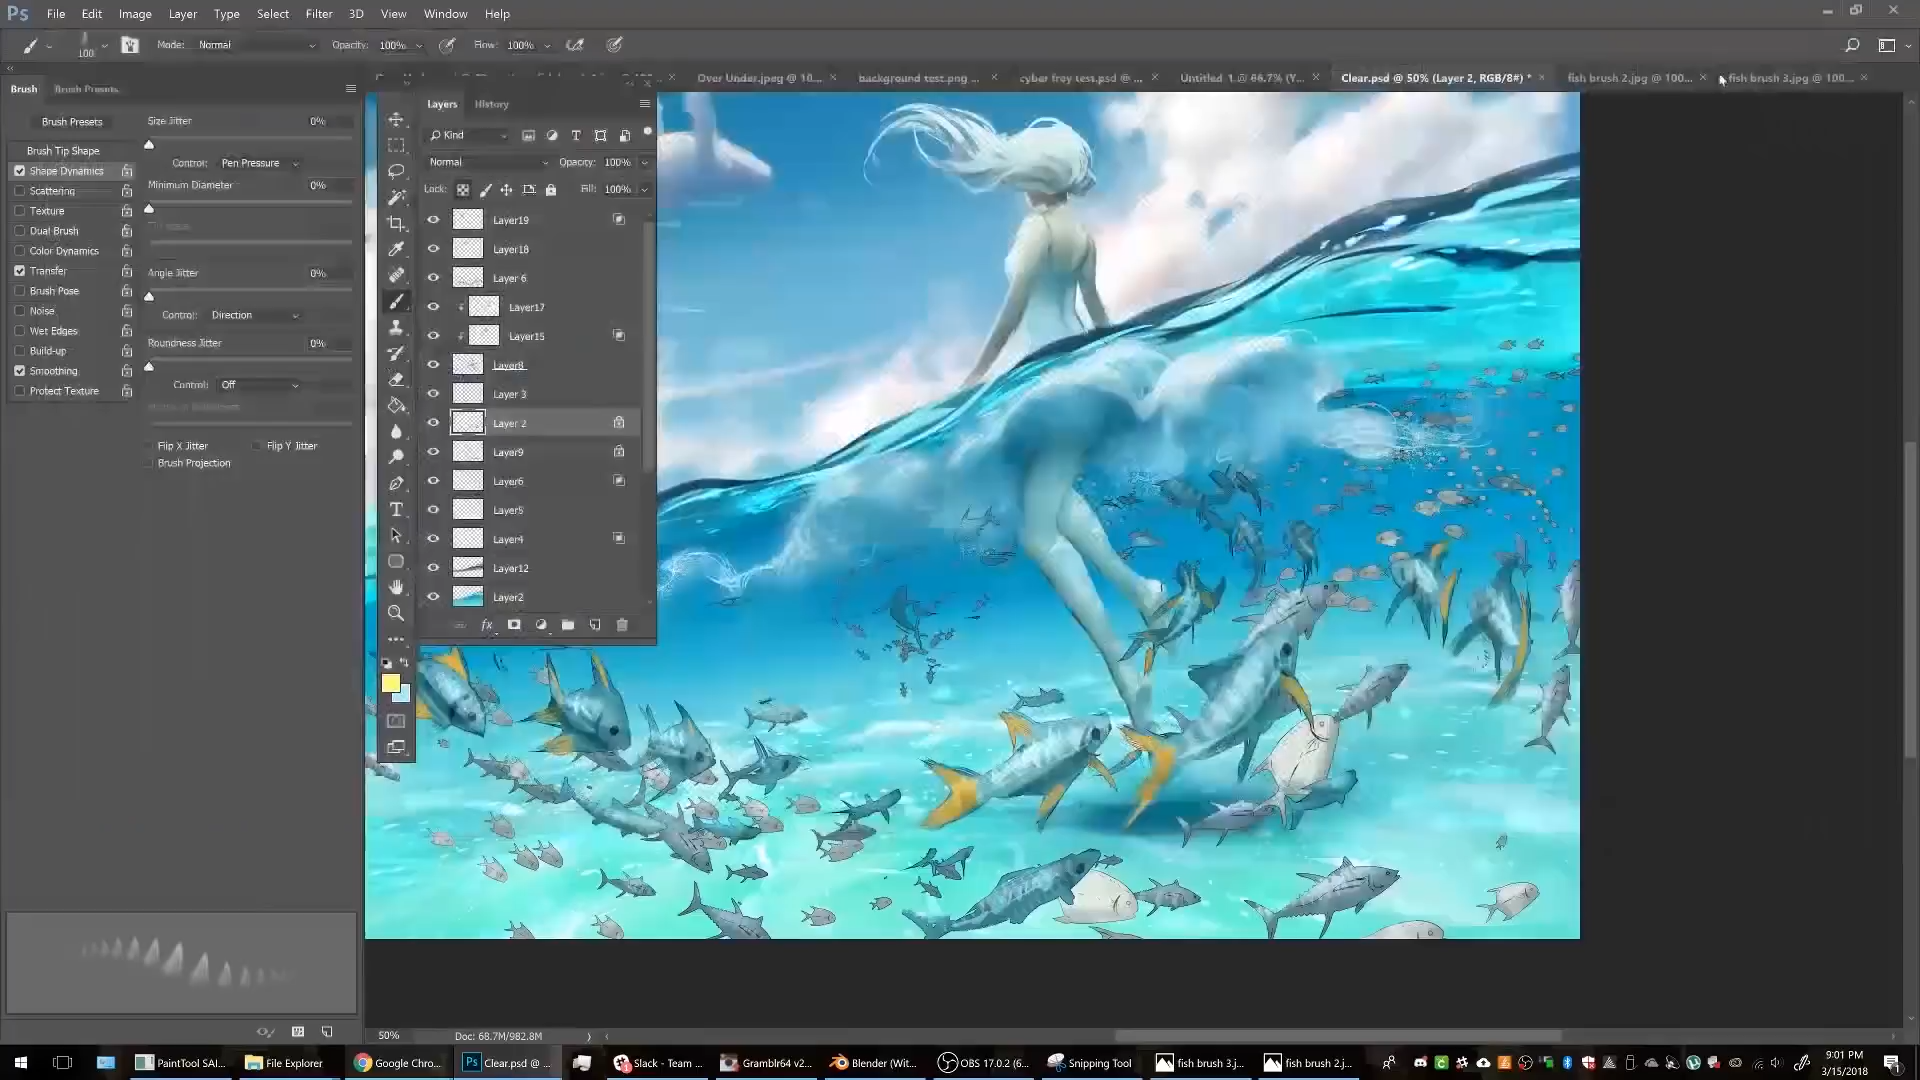 Ps File Edit Image Layer Type Select Filter 3D View Window Help
100 Mode: Normal Opacity: 100% Flow: 100%
Over Under.jpeg @ 10... background test.png ... cyber frey test.psd @ ... Untitled 1 @ 66.7% (Y... Clear.psd @ 50% (Layer 2, RGB/8#) * fish brush 2.jpg @ 100... fish brush 3.jpg @ 100...
Brush Brush Presets
Brush Presets
Brush Tip Shape
Shape Dynamics
Scattering
Texture
Dual Brush
Color Dynamics
Transfer
Brush Pose
Noise
Wet Edges
Build-up
Smoothing
Protect Texture
Size Jitter 0%
Control: Pen Pressure
Minimum Diameter 0%
Angle Jitter 0%
Control: Direction
Roundness Jitter 0%
Control: Off
Flip X Jitter Flip Y Jitter
Brush Projection
Layers History
Kind
Normal Opacity: 100%
Lock: Fill: 100%
Layer19
Layer18
Layer 6
Layer17
Layer15
Layer8
Layer 3
Layer 2
Layer9
Layer6
Layer5
Layer4
Layer12
Layer2
fx
50% Doc: 68.7M/982.8M
PaintTool SAI... File Explorer Google Chro... Clear.psd @ ... Slack - Team ... Gramblr64 v2... Blender (Wit... OBS 17.0.2 (6... Snipping Tool fish brush 3.j... fish brush 2.j...
9:01 PM
3/15/2018